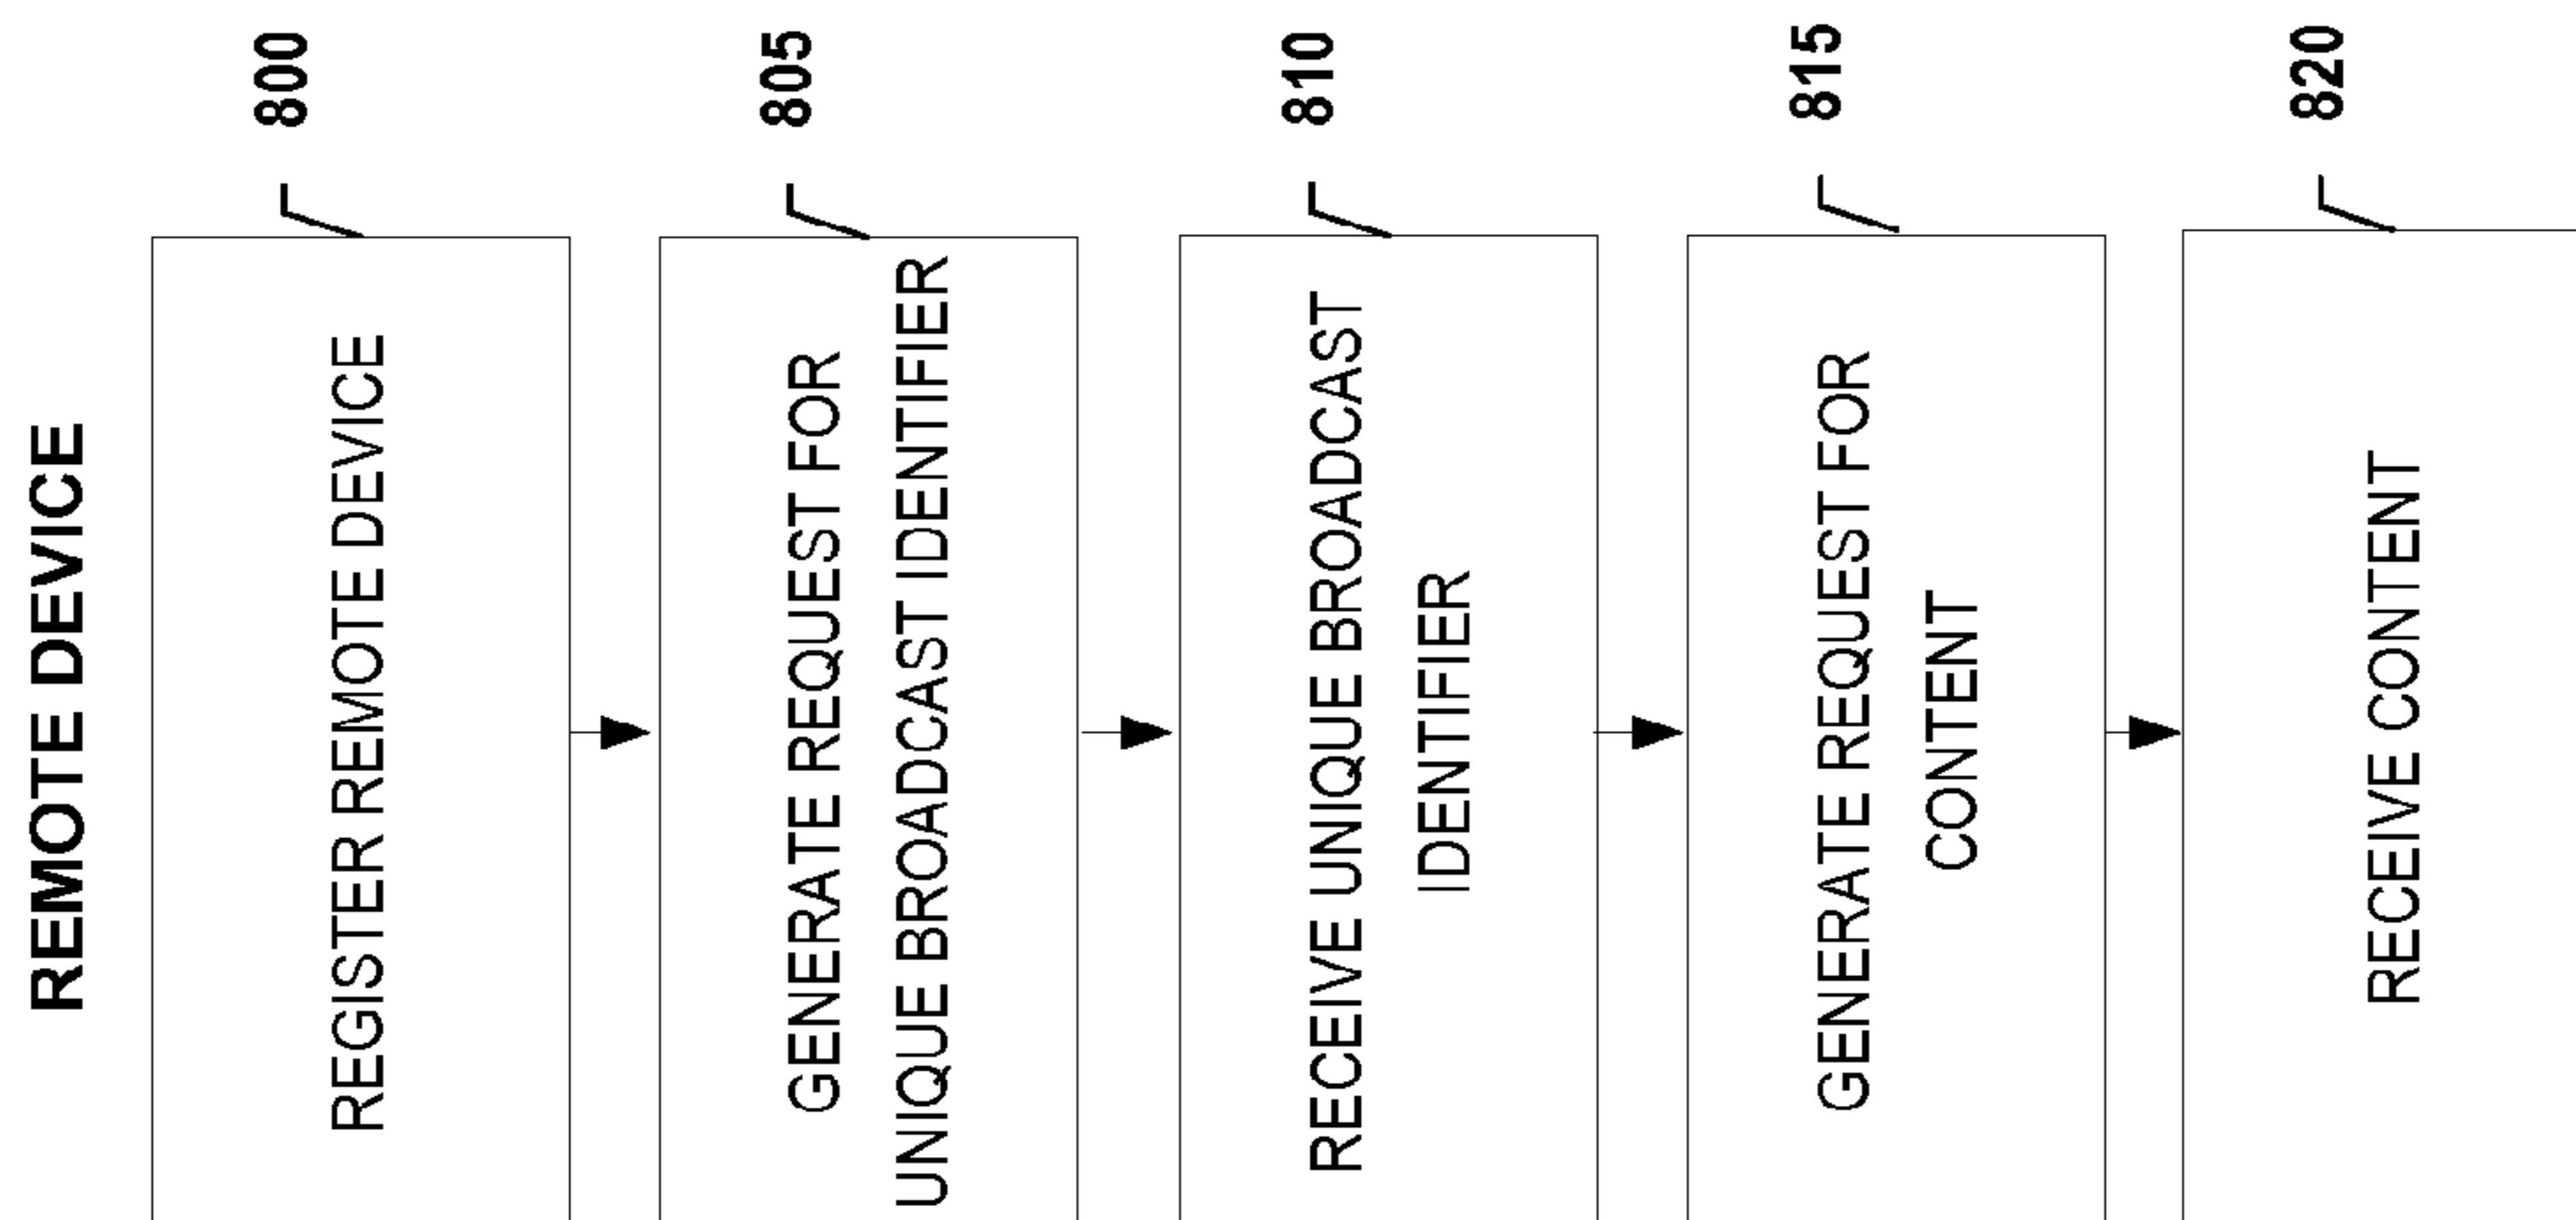 REMOTE DEVICE
800
REGISTER REMOTE DEVICE
805
GENERATE REQUEST FOR
UNIQUE BROADCAST IDENTIFIER
810
RECEIVE UNIQUE BROADCAST
IDENTIFIER
815
GENERATE REQUEST FOR
CONTENT
820
RECEIVE CONTENT